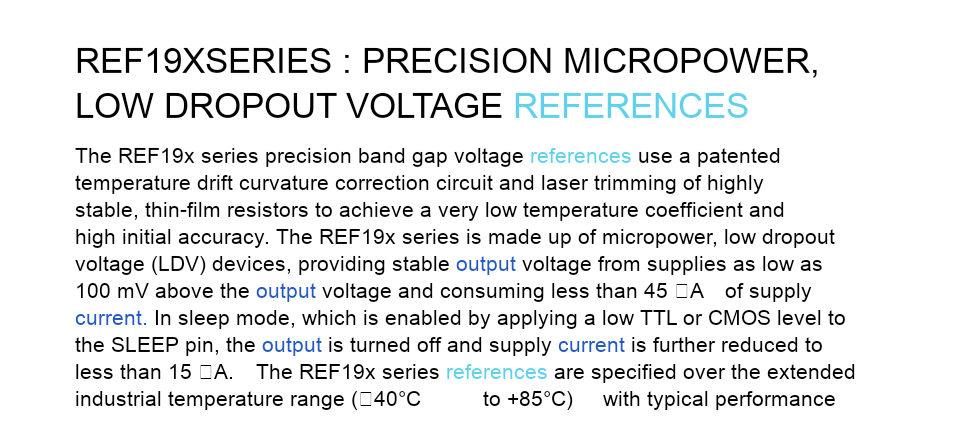 REF19XSERIES : PRECISION MICROPOWER,
LOW DROPOUT VOLTAGE REFERENCES
The REF19x series precision band gap voltage references use a patented
temperature drift curvature correction circuit and laser trimming of highly
stable, thin-film resistors to achieve a very low temperature coefficient and
high initial accuracy. The REF19x series is made up of micropower, low dropout
voltage (LDV) devices, providing stable output voltage from supplies as low as
100 mV above the output voltage and consuming less than 45 □A of supply
current. In sleep mode, which is enabled by applying a low TTL or CMOS level to
the SLEEP pin, the output is turned off and supply current is further reduced to
less than 15 □A. The REF19x series references are specified over the extended
industrial temperature range (□40°C to +85°C) with typical performance